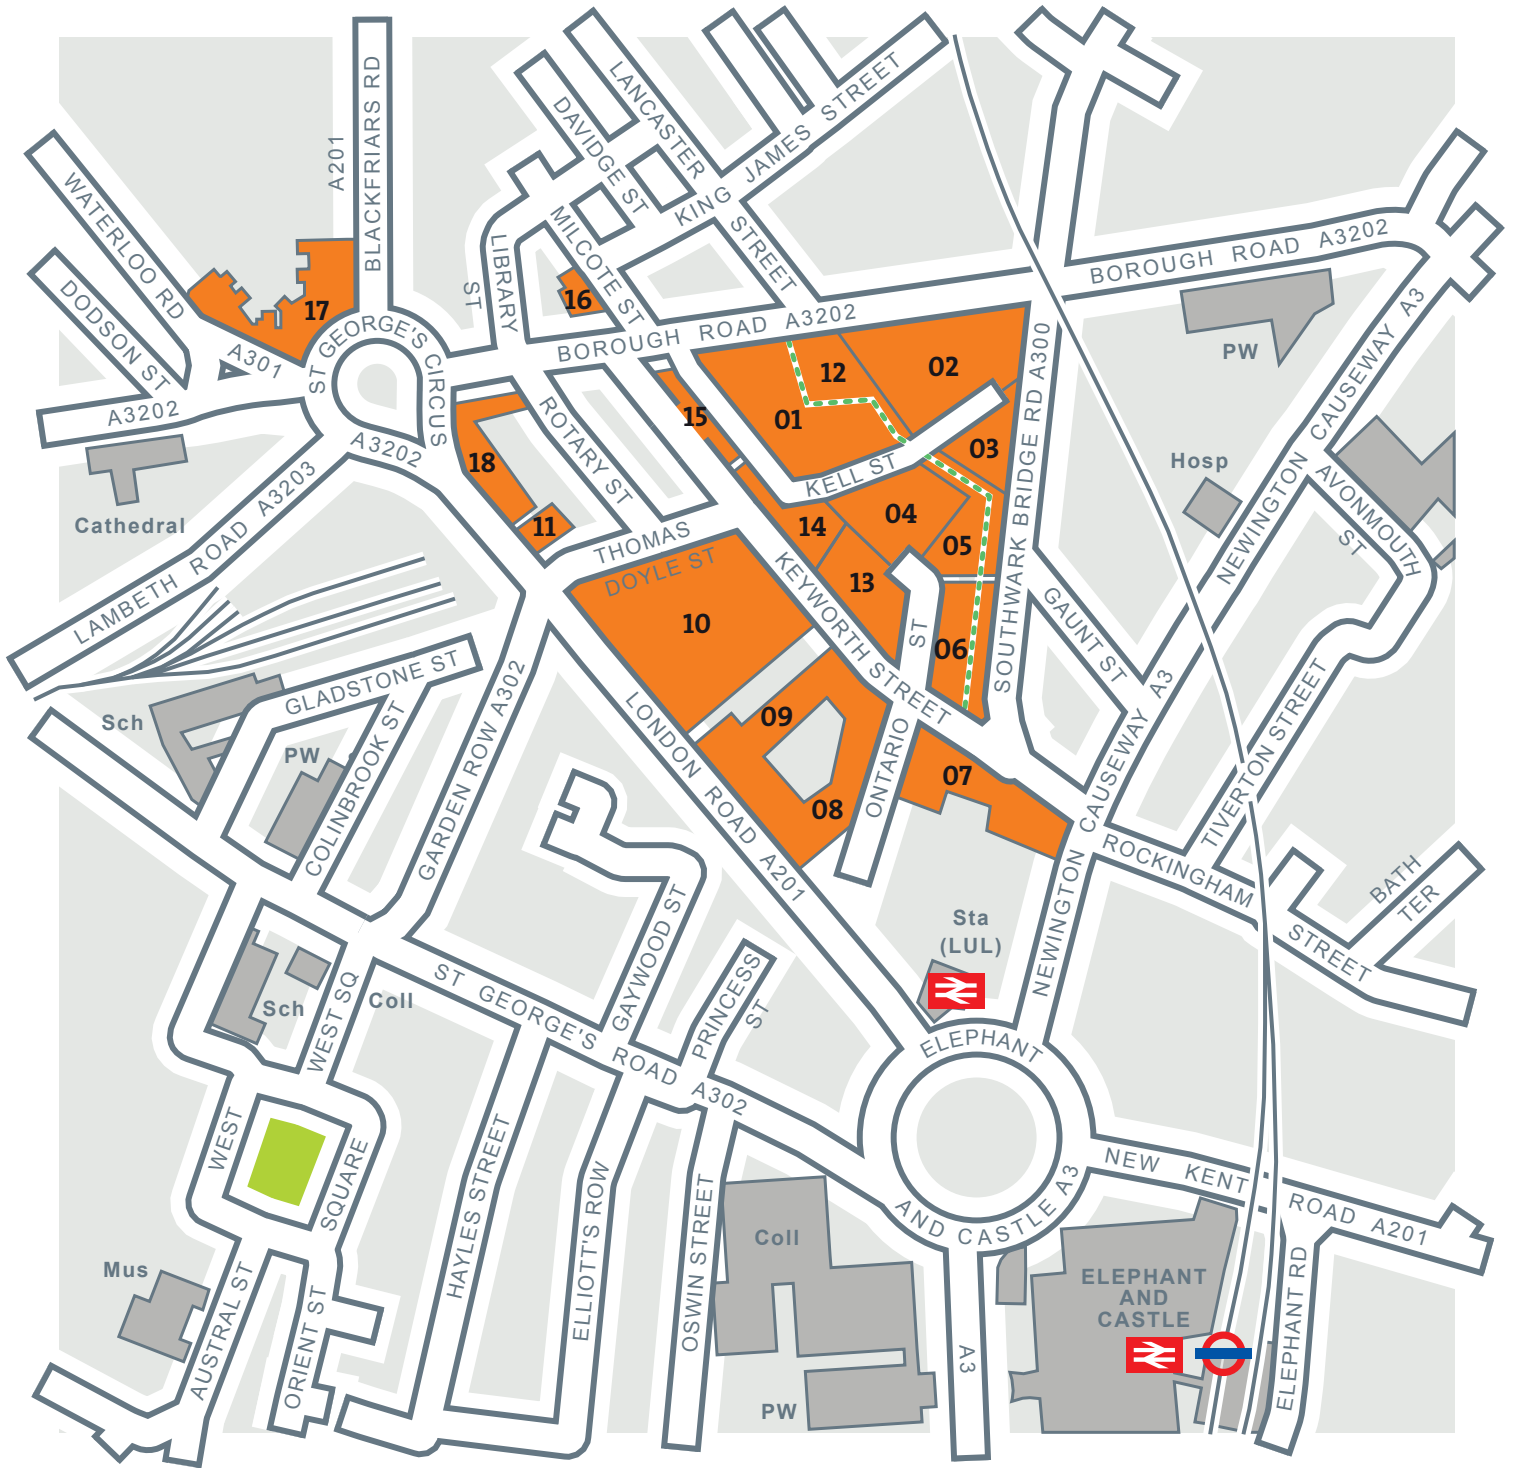 BLACKFRIARS RD
A201
LANCASTER
STREET
DAVIDGE ST
KING JAMES STREET
WATERLOO RD
DODSON ST
A301
A3202
17
ST GEORGE'S CIRCUS
LIBRARY
ST
MILCOTE ST
16
BOROUGH ROAD A3202
BOROUGH ROAD A3202
PW
NEWINGTON CAUSEWAY A3
12
02
01
15
03
KELL ST
SOUTHWARK BRIDGE RD A300
A3202
18
ROTARY ST
11
THOMAS
DOYLE ST
14
04
05
13
06
Hosp
AVONMOUTH
ST
Cathedral
LAMBETH ROAD A3203
10
KEYWORTH STREET
GAUNT ST
GLADSTONE ST
Sch
PW
COLINBROOK ST
GARDEN ROW A302
LONDON ROAD A201
09
08
07
ONTARIO
ST
NEWINGTON CAUSEWAY A3
TIVERTON STREET
ROCKINGHAM
STREET
BATH
TER
Sta
(LUL)
Sch
WEST SQ
Coll
ST GEORGE'S ROAD A302
GAYWOOD ST
PRINCESS
ST
ELEPHANT
AND CASTLE A3
WEST
SQUARE
HAYLES STREET
ELLIOTT'S ROW
OSWIN STREET
NEW KENT ROAD A201
Coll
Mus
AUSTRAL ST
ORIENT ST
PW
A3
ELEPHANT
AND
CASTLE
ELEPHANT RD